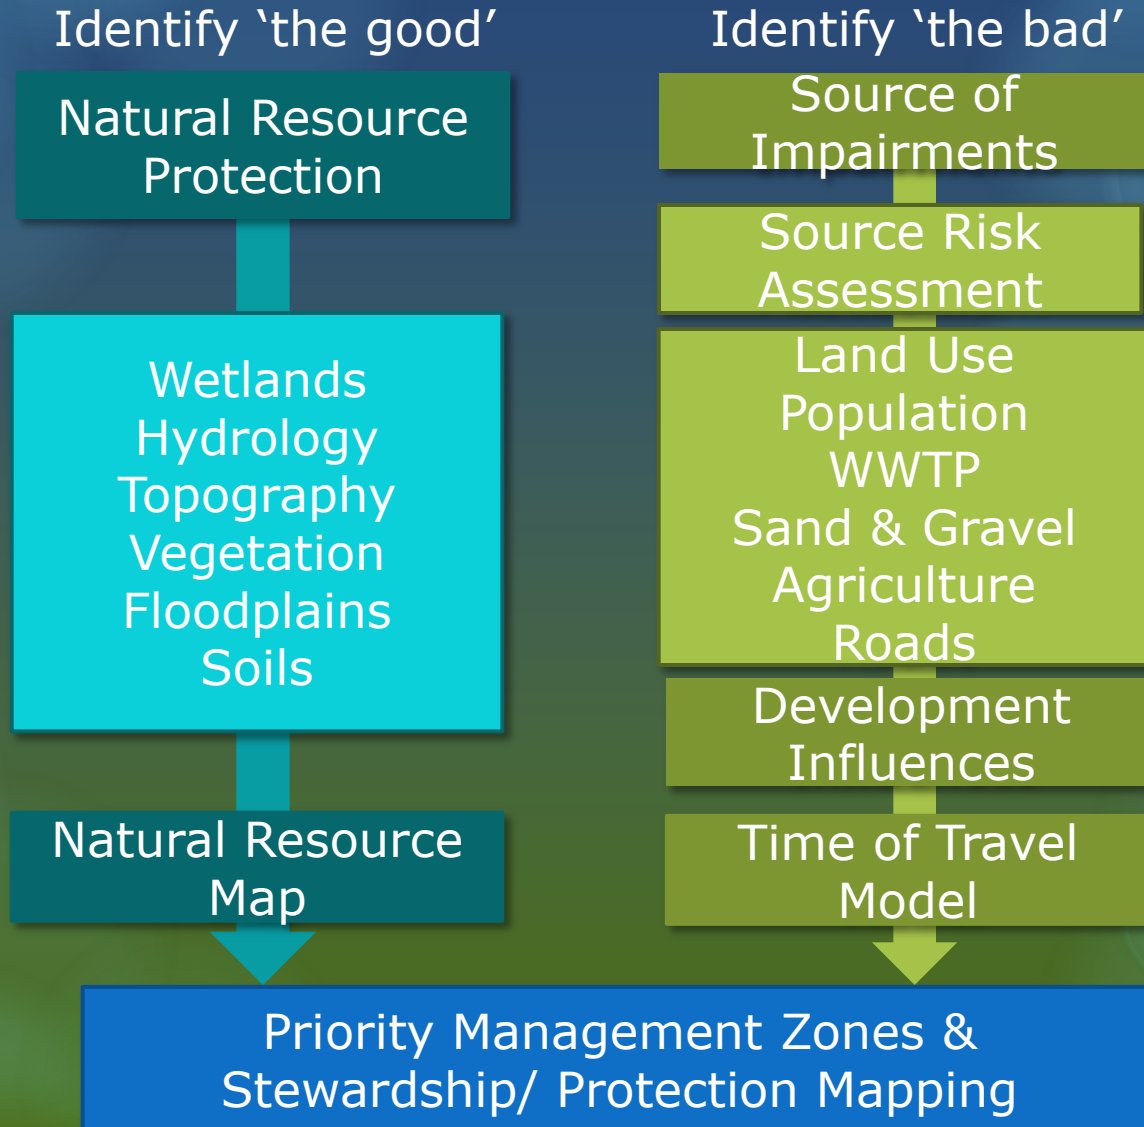 Identify ‘the good’
Natural Resource
Protection
Wetlands
Hydrology
Topography
Vegetation
Floodplains
Soils
Natural Resource
Map
Identify ‘the bad’
Source of
Impairments
Source Risk
Assessment
Land Use
Population
WWTP
Sand & Gravel
Agriculture
Roads
Development
Influences
Time of Travel
Model
Priority Management Zones &
Stewardship/ Protection Mapping